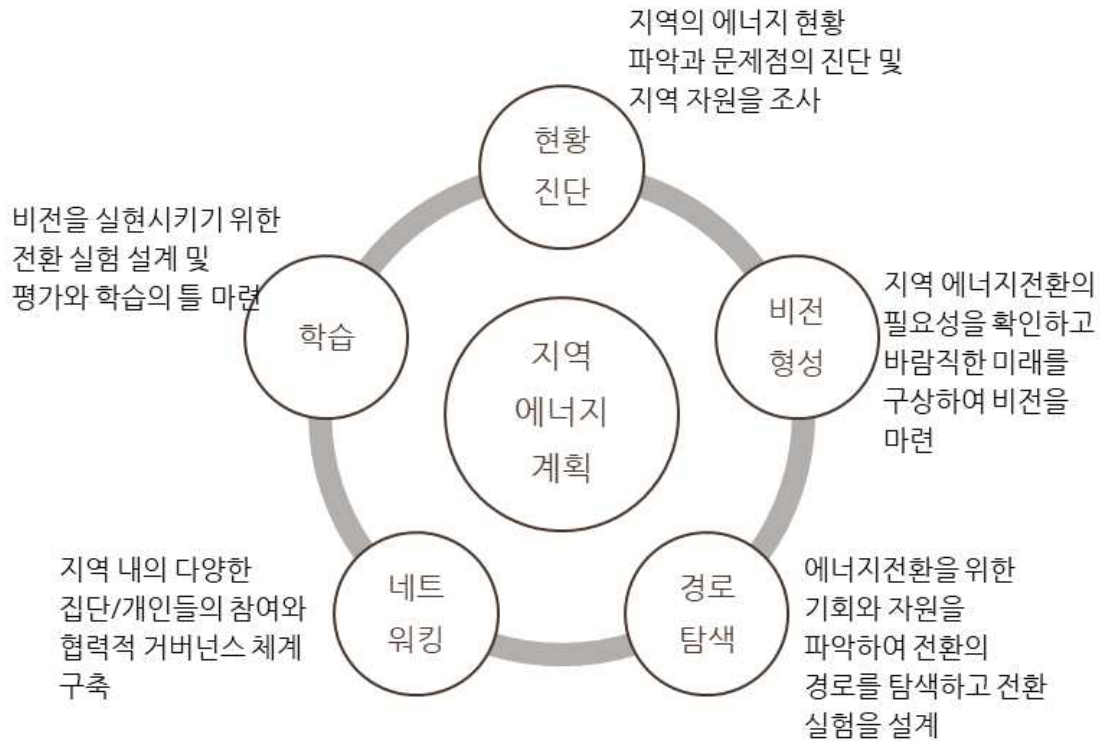 지역의 에너지 현황
파악과 문제점의 진단 및
지역 자원을 조사
현황
진단
비전을 실현시키기 위한
전환 실험 설계 및
평가와 학습의 틀 마련
학습
비전
형성
지역 에너지전환의
필요성을 확인하고
바람직한 미래를
구상하여 비전을
마련
지역
에너지
계획
지역 내의 다양한
집단/개인들의 참여와
협력적 거버넌스 체계
구축
네트
워킹
경로
탐색
에너지전환을 위한
기회와 자원을
파악하여 전환의
경로를 탐색하고 전환
실험을 설계